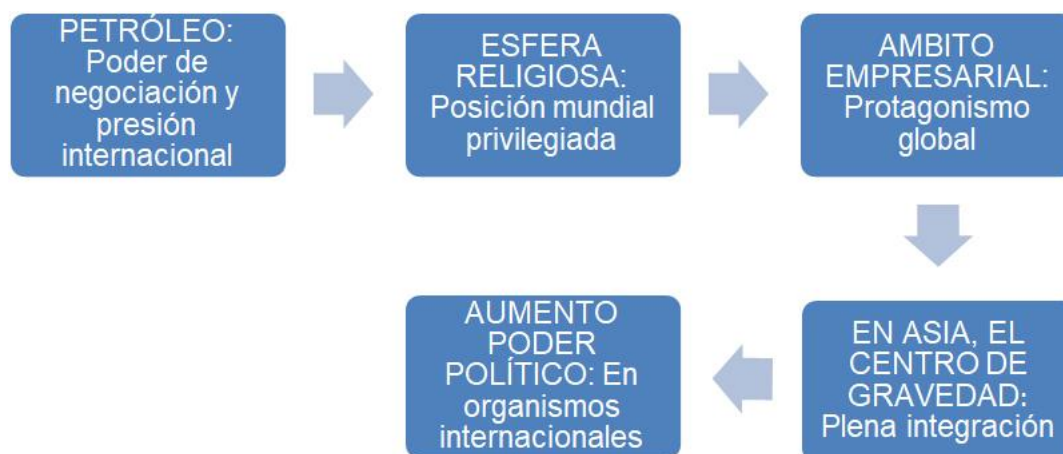 PETRÓLEO:
Poder de
negociación y
presión
internacional
ESFERA
RELIGIOSA:
Posición mundial
privilegiada
AMBITO
EMPRESARIAL:
Protagonismo
global
EN ASIA, EL
CENTRO DE
GRAVEDAD:
Plena integración
AUMENTO
PODER
POLÍTICO: En
organismos
internacionales